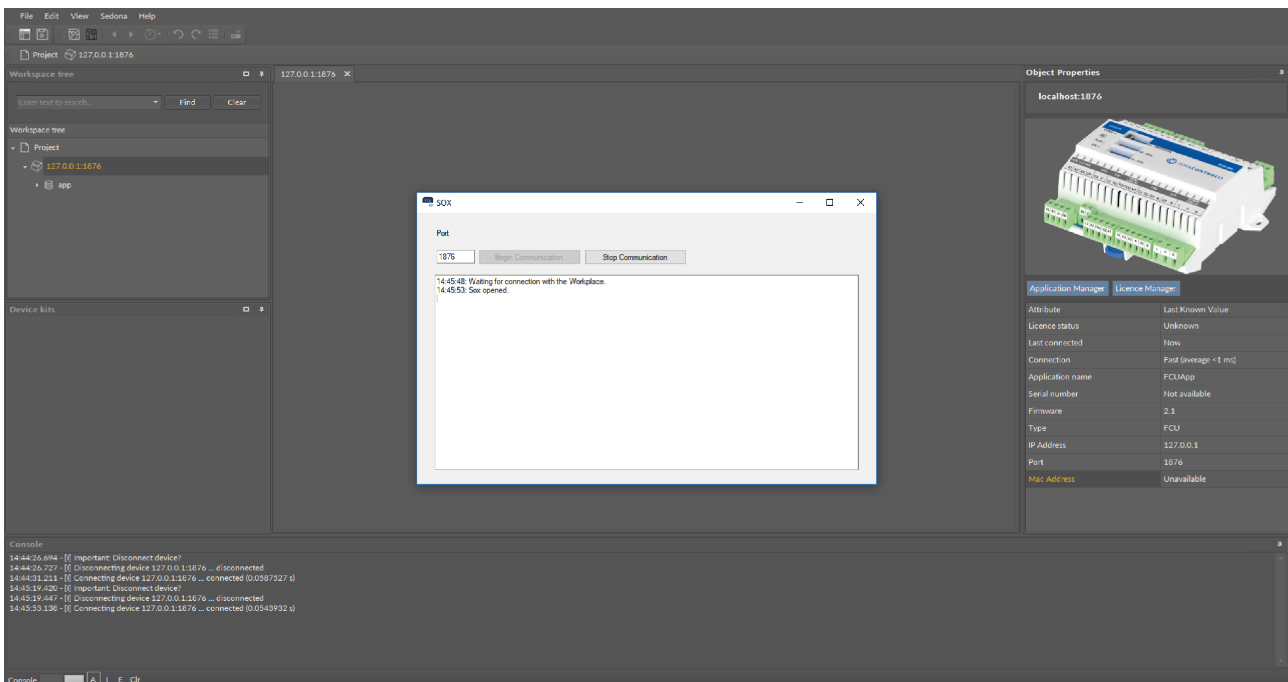 File Edit View Sedona Help
Project 127.0.0.1:1876
Workspace tree
127.0.0.1:1876
Object Properties
Enter text to search... Find Clear
localhost:1876
Workspace tree
Project
127.0.0.1:1876
app
SOX
Port
1876 Begin Communication Stop Communication
14:45:48: Waiting for connection with the Workplace.
14:45:53: Sox opened.
Application Manager Licence Manager
Device kits
Attribute Last Known Value
Licence status Unknown
Last connected Now
Connection Fast (average <1 ms)
Application name FCUApp
Serial number Not available
Firmware 2.1
Type FCU
IP Address 127.0.0.1
Port 1876
Mac Address Unavailable
Console
14:44:26.694 - [I] Important: Disconnect device?
14:44:26.727 - [I] Disconnecting device 127.0.0.1:1876 ... disconnected
14:44:31.211 - [I] Connecting device 127.0.0.1:1876 ... connected (0.0587527 s)
14:45:19.420 - [I] Important: Disconnect device?
14:45:19.447 - [I] Disconnecting device 127.0.0.1:1876 ... disconnected
14:45:53.138 - [I] Connecting device 127.0.0.1:1876 ... connected (0.0543932 s)
Console A I E Clr